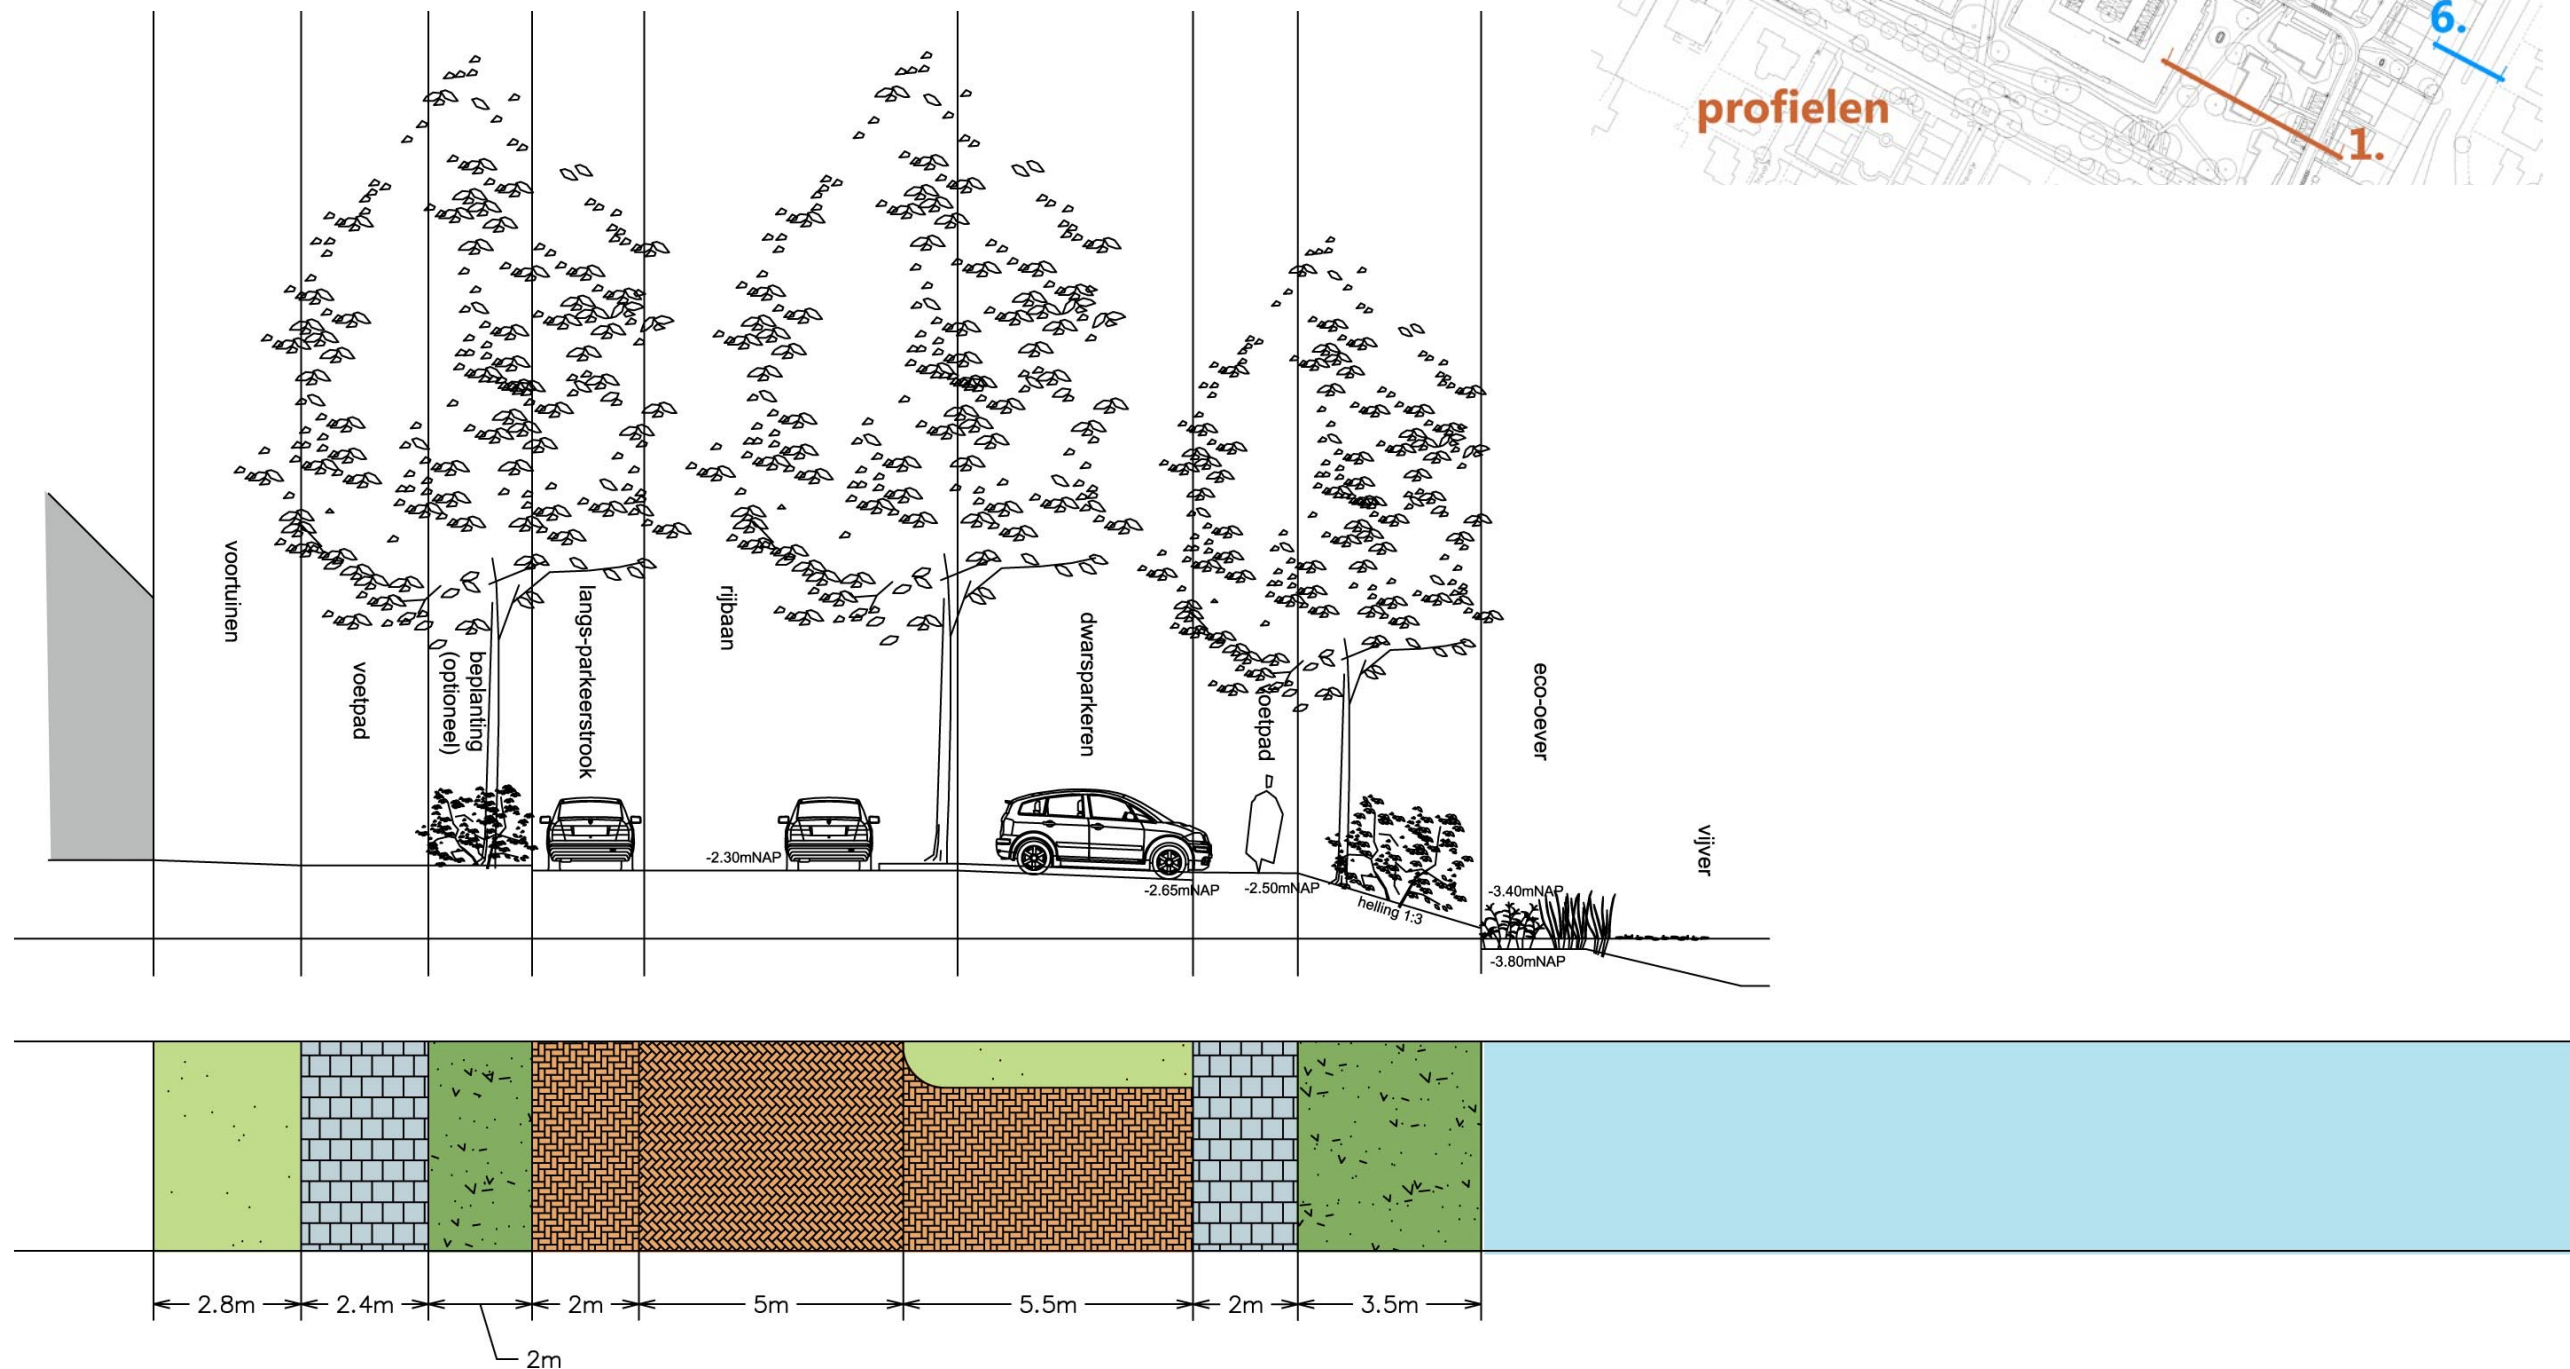 6.
profielen
1.
voortuinen
voetpad
beplanting
(optioneel)
langs-parkeerstrook
rijbaan
dwarsparkeren
voetpad
eco-oever
vijver
-2.30mNAP
-2.65mNAP
-2.50mNAP
helling 1:3
-3.40mNAP
-3.80mNAP
2.8m
2.4m
2m
5m
5.5m
2m
3.5m
2m